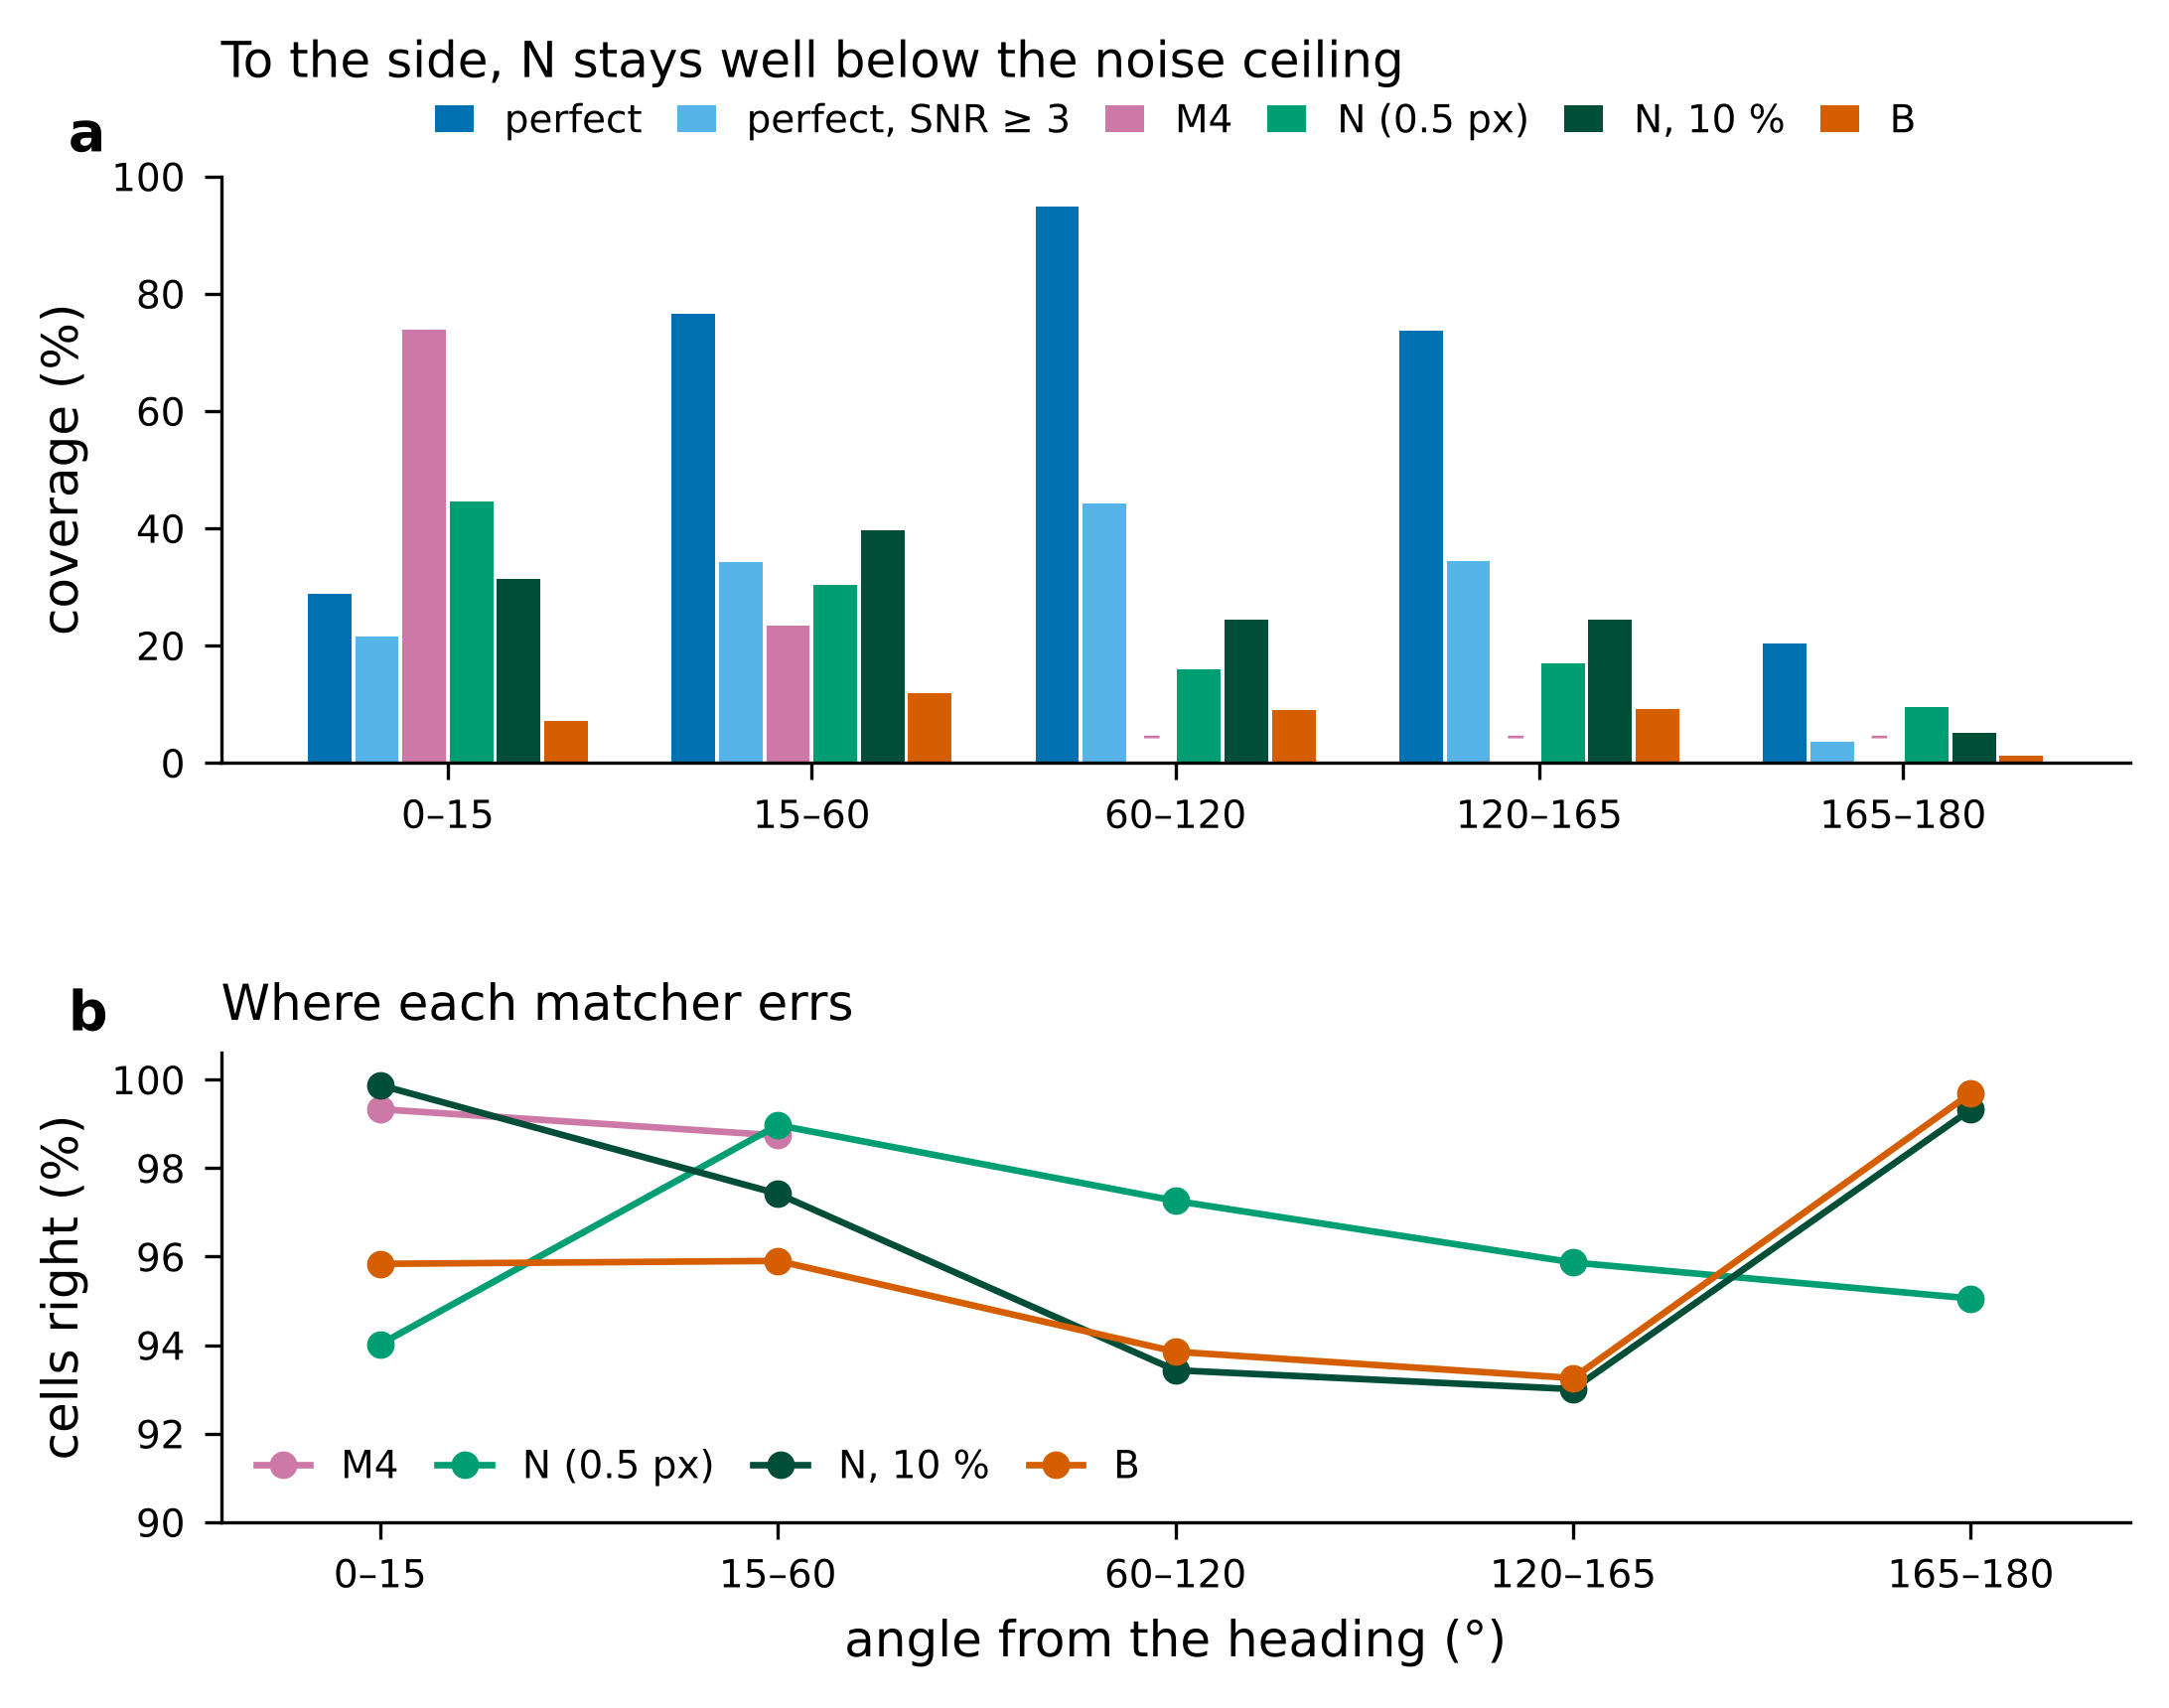 To the side, N stays well below the noise ceiling
a
perfect perfect, SNR ≥ 3 M4 N (0.5 px) N, 10 % B
100
80
60
40
20
0
coverage (%)
0–15 15–60 60–120 120–165 165–180
b
Where each matcher errs
100
98
96
94
92
90
cells right (%)
M4 N (0.5 px) N, 10 % B
0–15 15–60 60–120 120–165 165–180
angle from the heading (°)